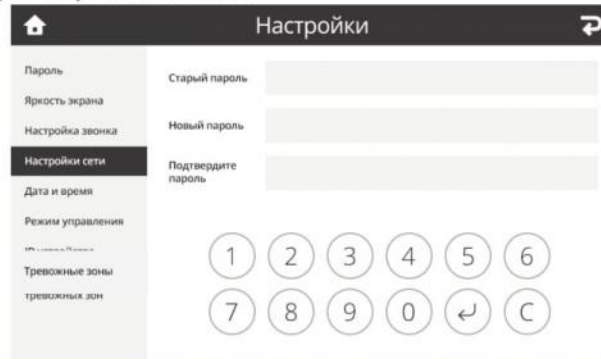 Настройки
Пароль
Яркость экрана
Настройка звонка
Настройки сети
Дата и время
Режим управления
Тревожные зоны
тревожных зон
Старый пароль
Новый пароль
Подтвердите
пароль
1 2 3 4 5 6
7 8 9 0 C